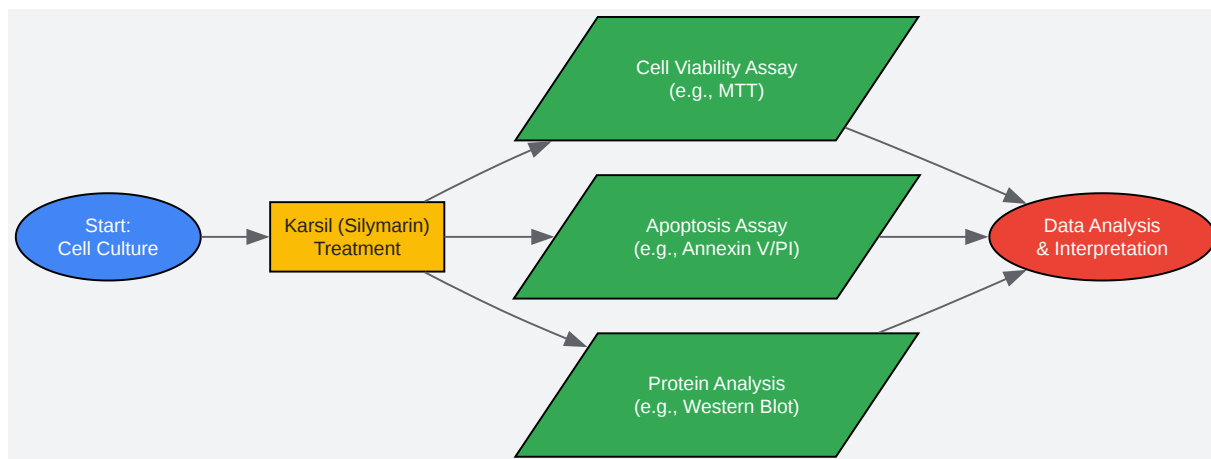 Start:
Cell Culture
Karsil (Silymarin)
Treatment
Cell Viability Assay
(e.g., MTT)
Apoptosis Assay
(e.g., Annexin V/PI)
Protein Analysis
(e.g., Western Blot)
Data Analysis
& Interpretation